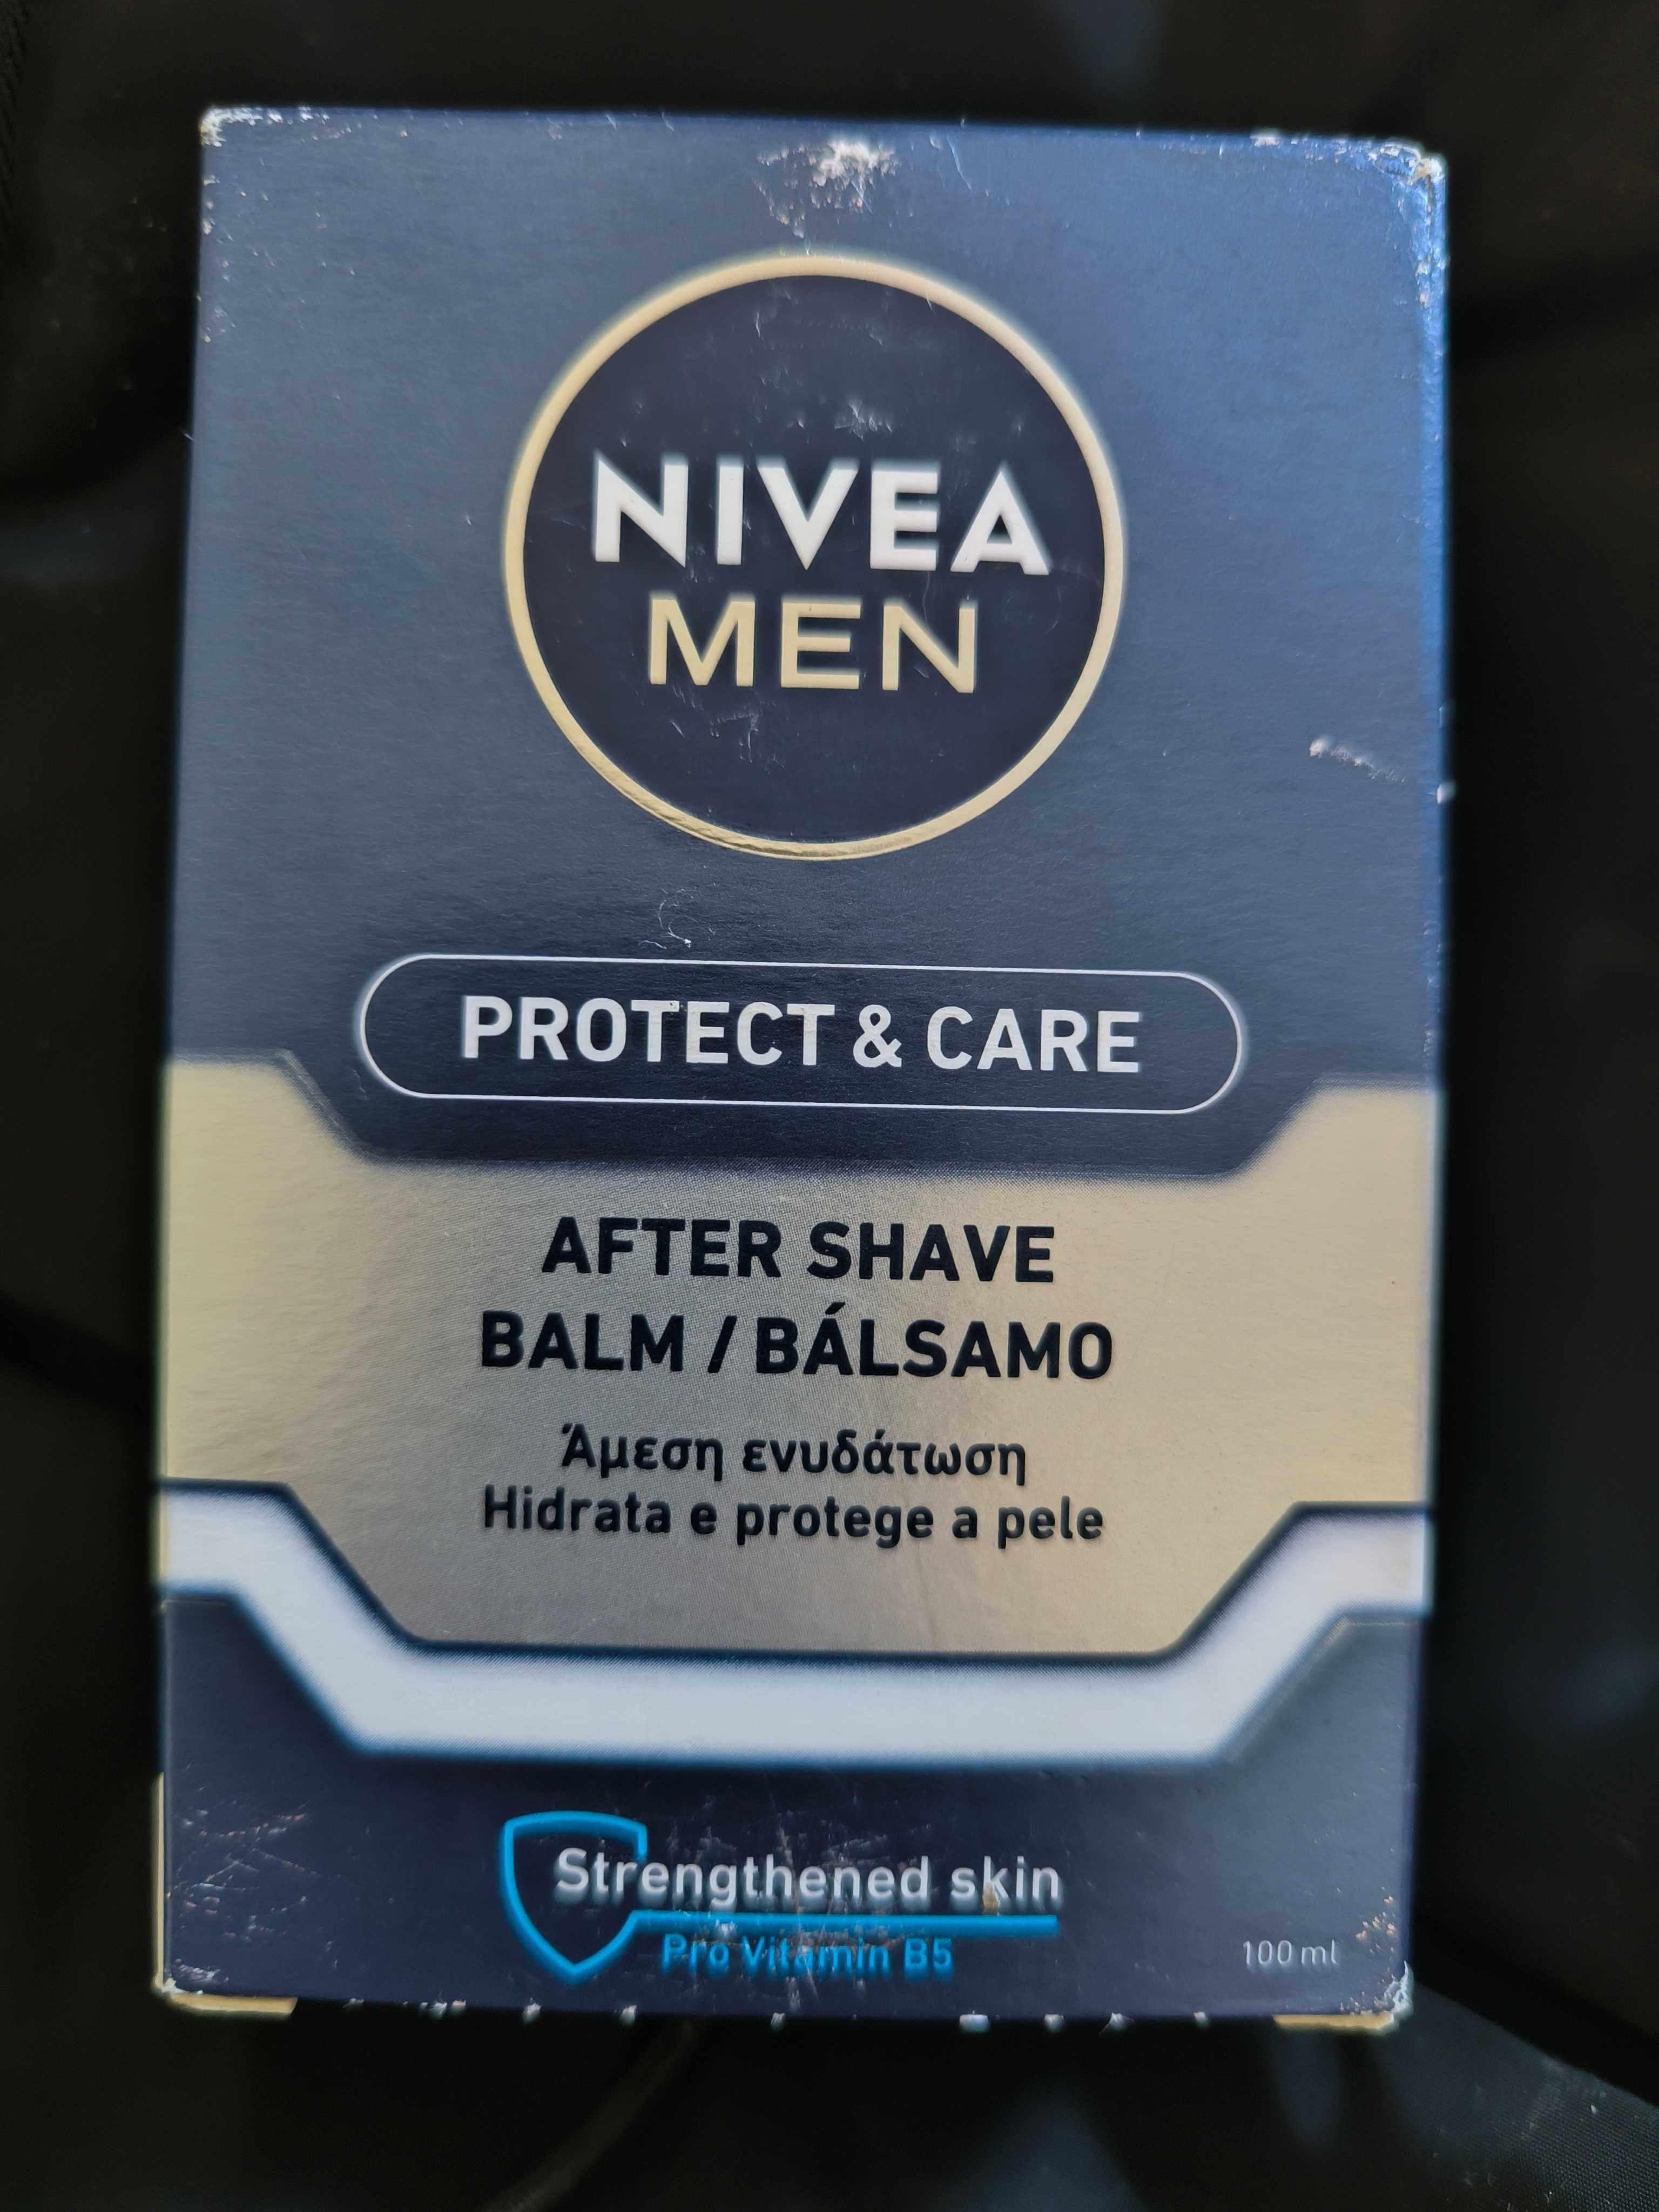 NIVEA
MEN
PROTECT & CARE
AFTER SHAVE
BALM / BÁLSAMO
Άμεση ενυδάτωση
Hidrata e protege a pele
Strengthened skin
Pro Vitamin B5
100 ml